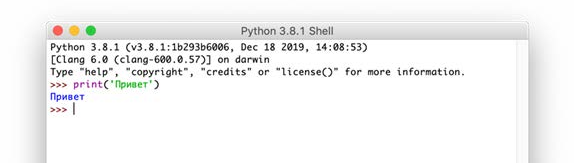 Python 3.8.1 Shell
Python 3.8.1 (v3.8.1:1b293b6006, Dec 18 2019, 14:08:53)
[Clang 6.0 (clang-600.0.57)] on darwin
Type "help", "copyright", "credits" or "license()" for more information.
>>> print('Привет')
Привет
>>>